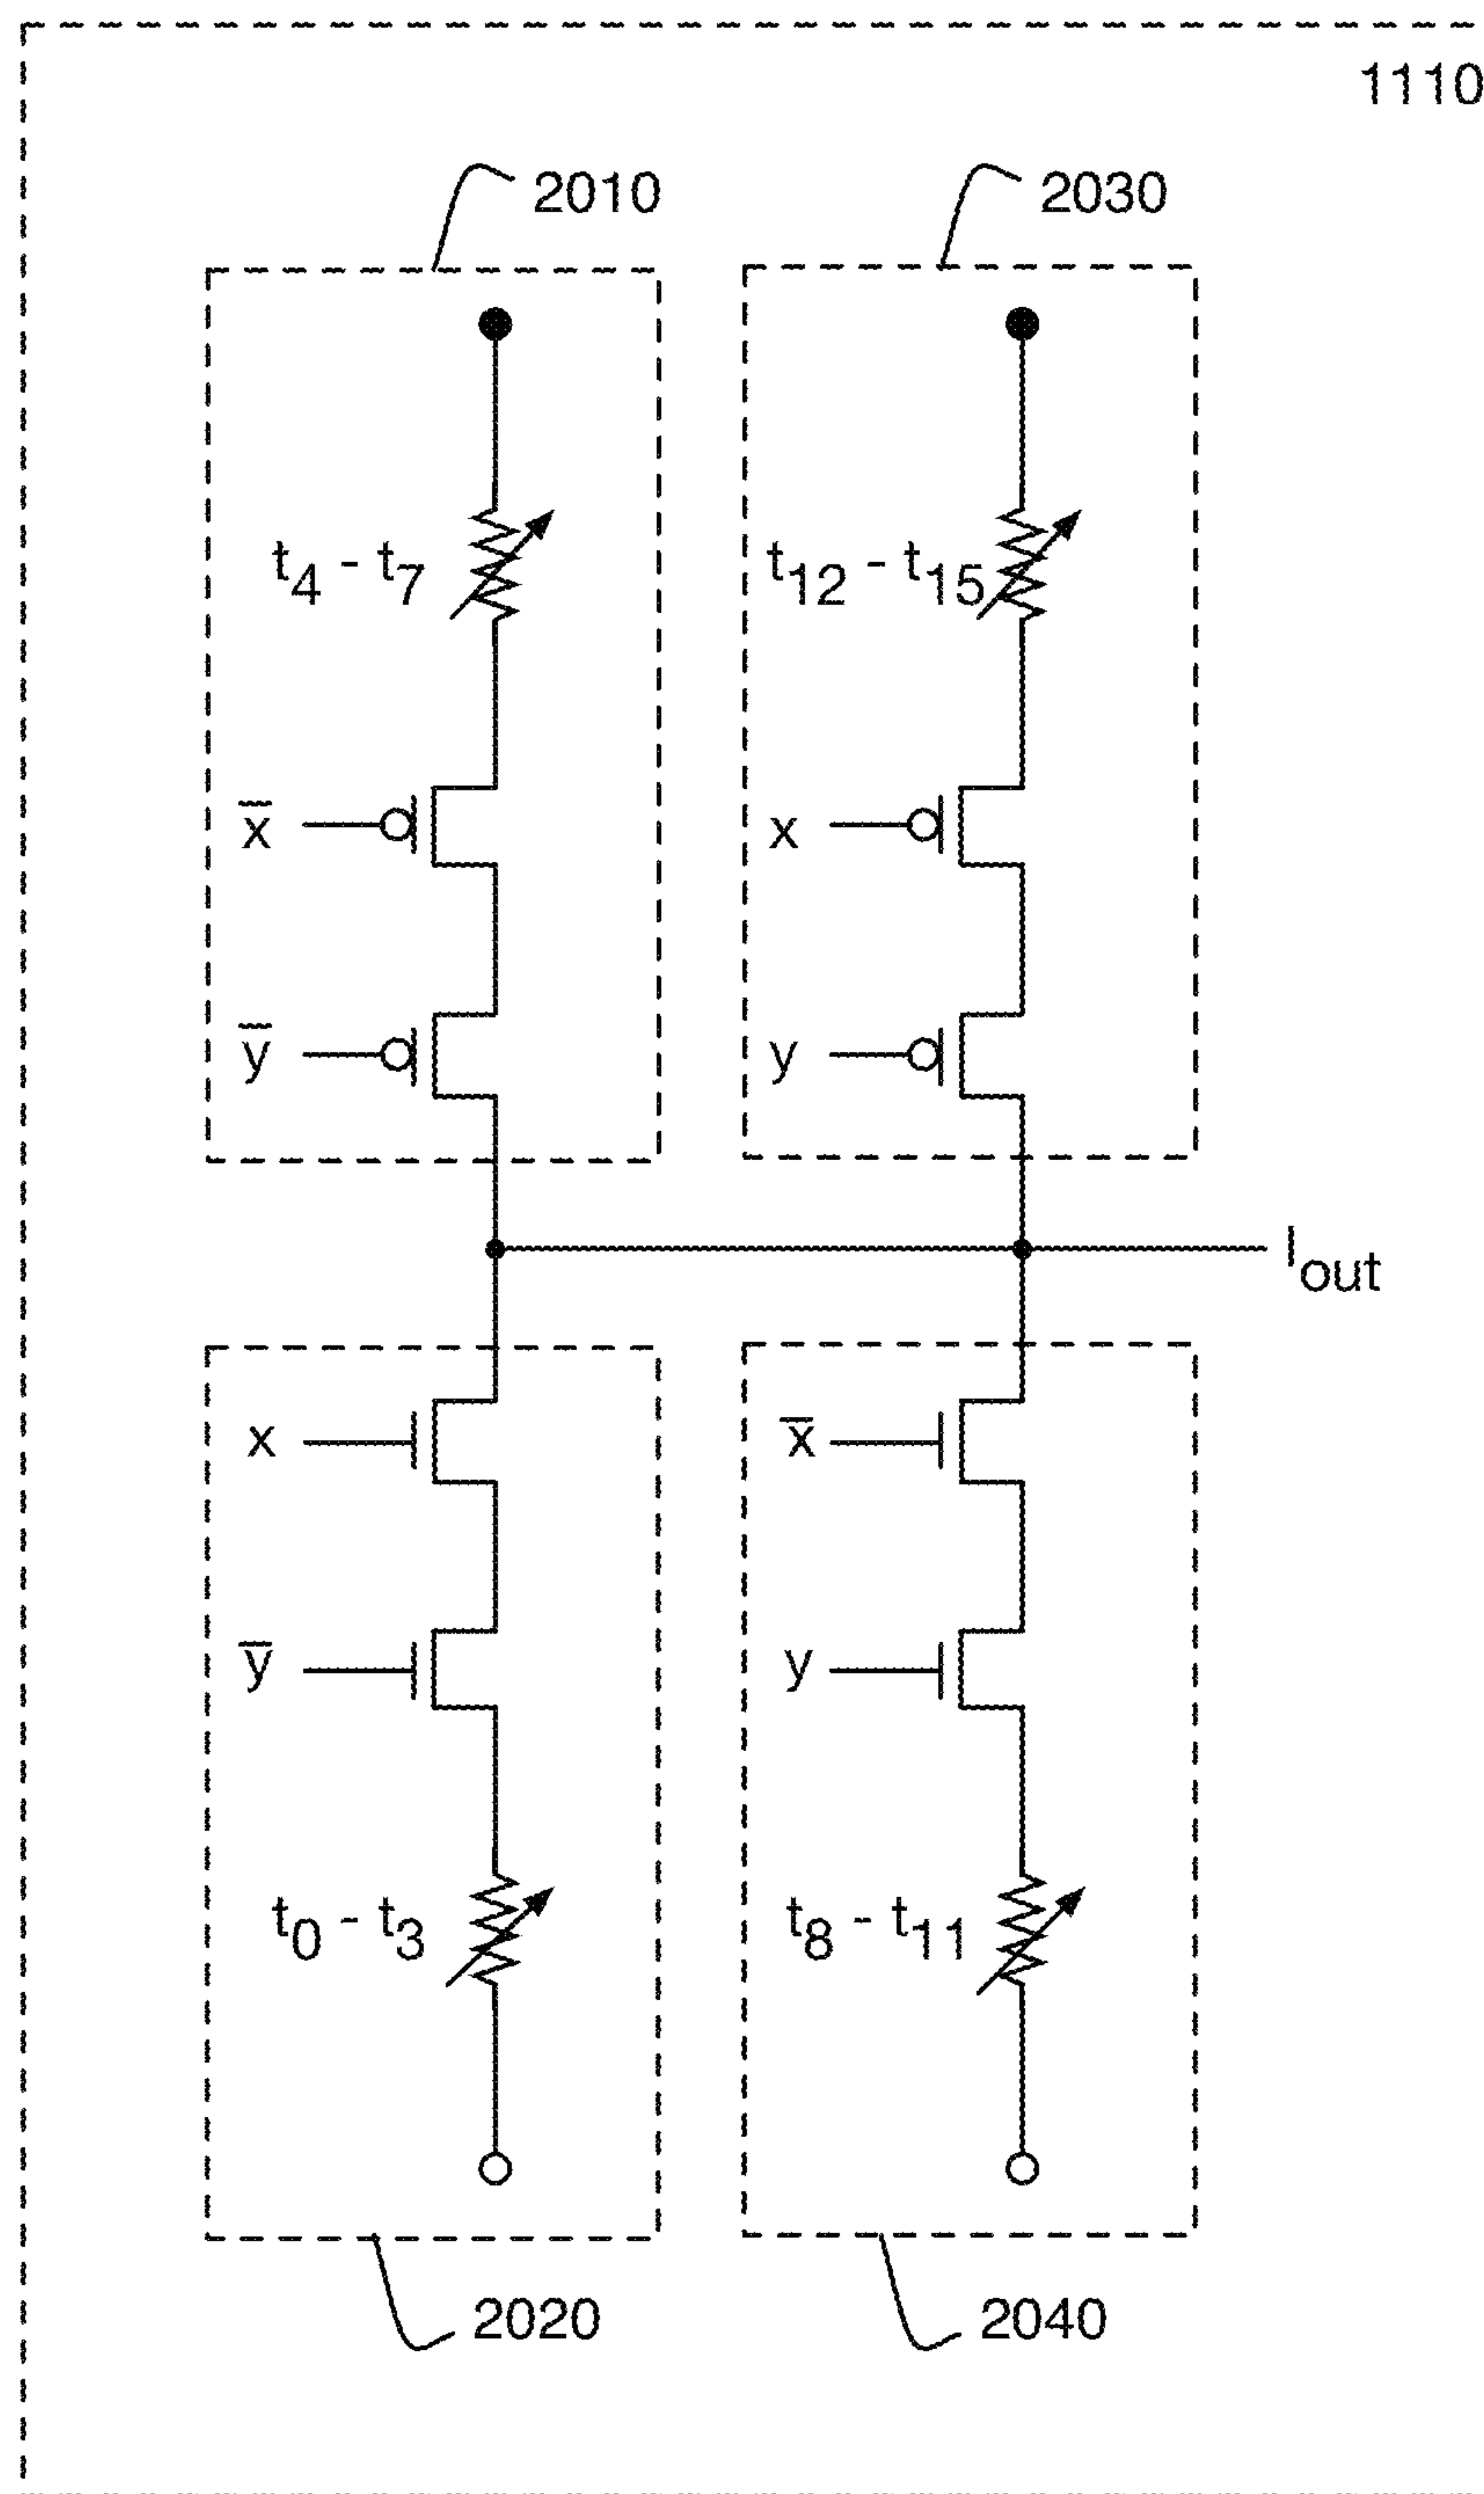 1110
2010
2030
t4 - t7
t12 - t15
x̅
x
y̅
y
Iout
x
x̅
y̅
y
t0 - t3
t8 - t11
2020
2040